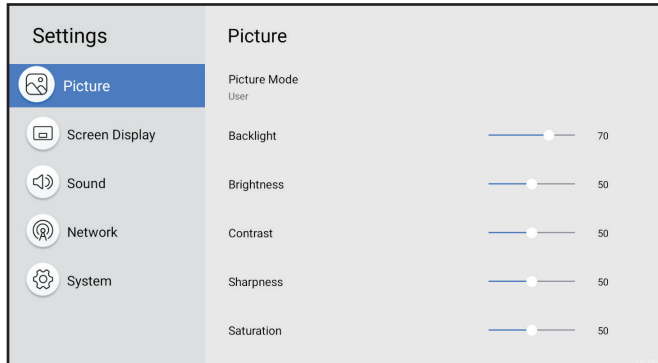 Settings
Picture
Screen Display
Sound
Network
System
Picture
Picture Mode
User
Backlight 70
Brightness 50
Contrast 50
Sharpness 50
Saturation 50